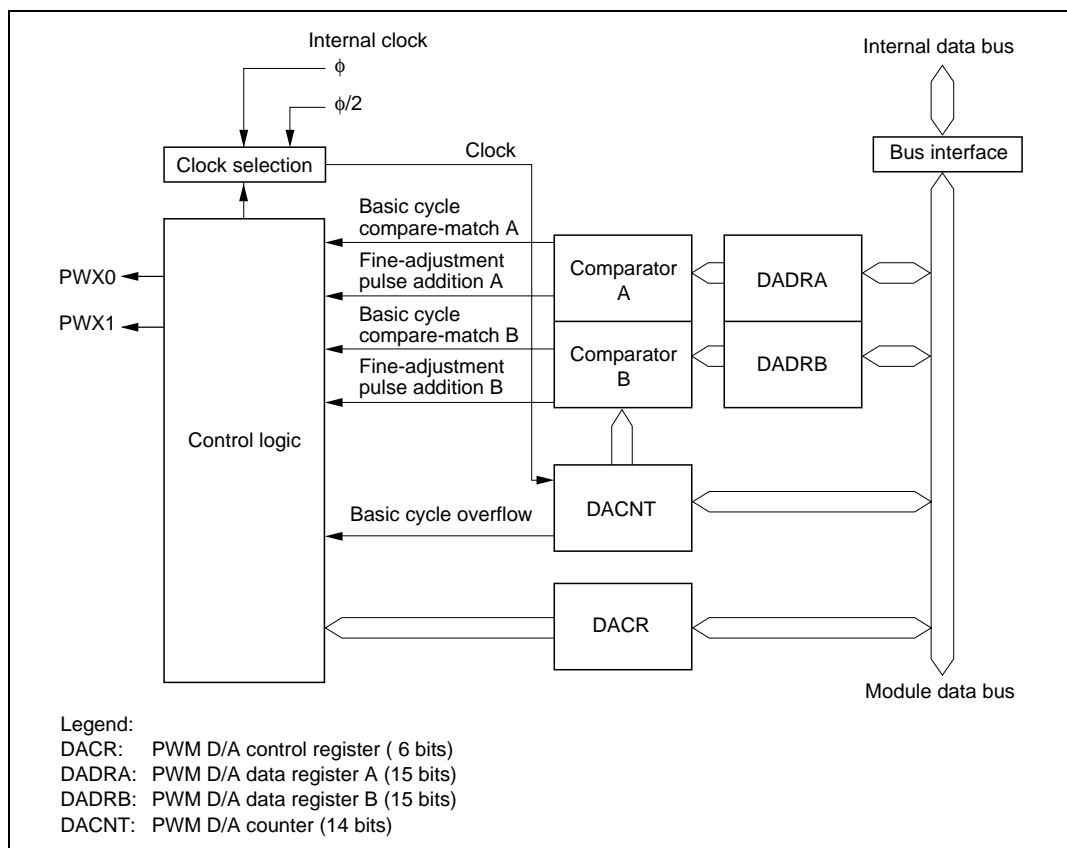 Internal clock
ϕ
ϕ/2
Internal data bus
Clock selection
Clock
Bus interface
Basic cycle
compare-match A
Fine-adjustment
pulse addition A
Basic cycle
compare-match B
Fine-adjustment
pulse addition B
PWX0
PWX1
Comparator
A
DADRA
Comparator
B
DADRB
Control logic
DACNT
Basic cycle overflow
DACR
Module data bus
Legend:
DACR: PWM D/A control register ( 6 bits)
DADRA: PWM D/A data register A (15 bits)
DADRB: PWM D/A data register B (15 bits)
DACNT: PWM D/A counter (14 bits)